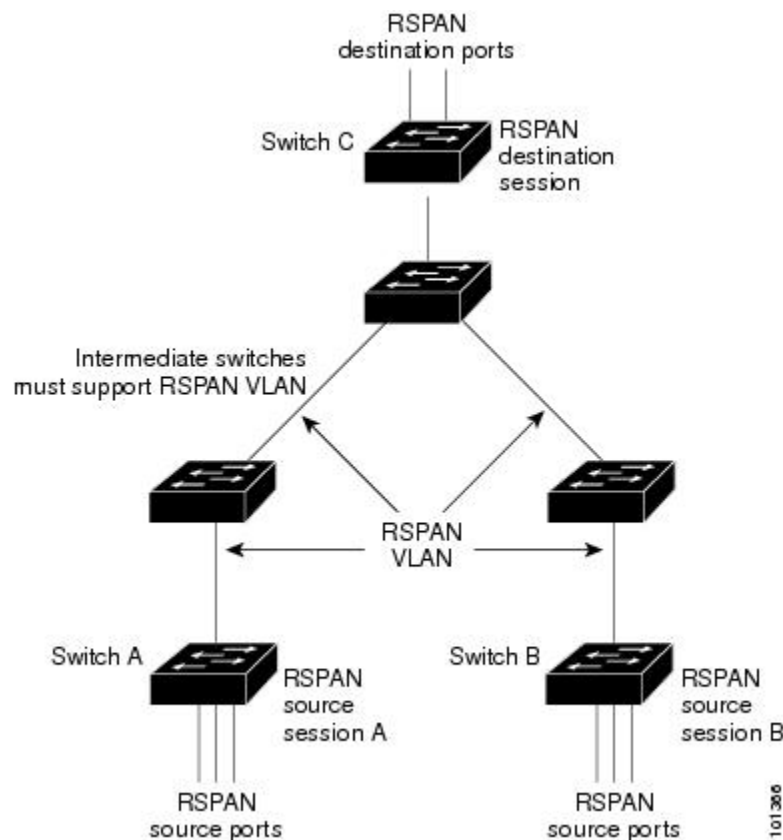 RSPAN
destination ports
Switch C
RSPAN
destination
session
Intermediate switches
must support RSPAN VLAN
RSPAN
VLAN
Switch A
RSPAN
source
session A
Switch B
RSPAN
source
session B
RSPAN
source ports
RSPAN
source ports
101366